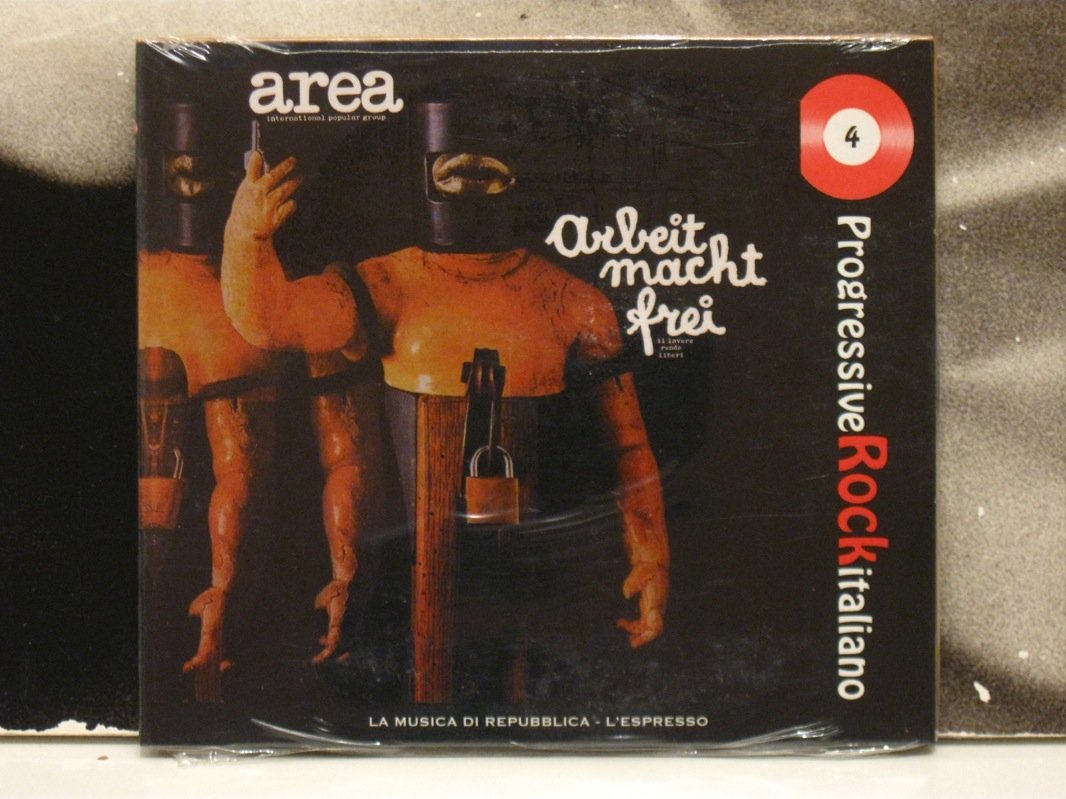 area
international popular group
4
arbeit
macht
frei
il lavoro
rende
liberi
ProgressiveRockitaliano
LA MUSICA DI REPUBBLICA - L'ESPRESSO